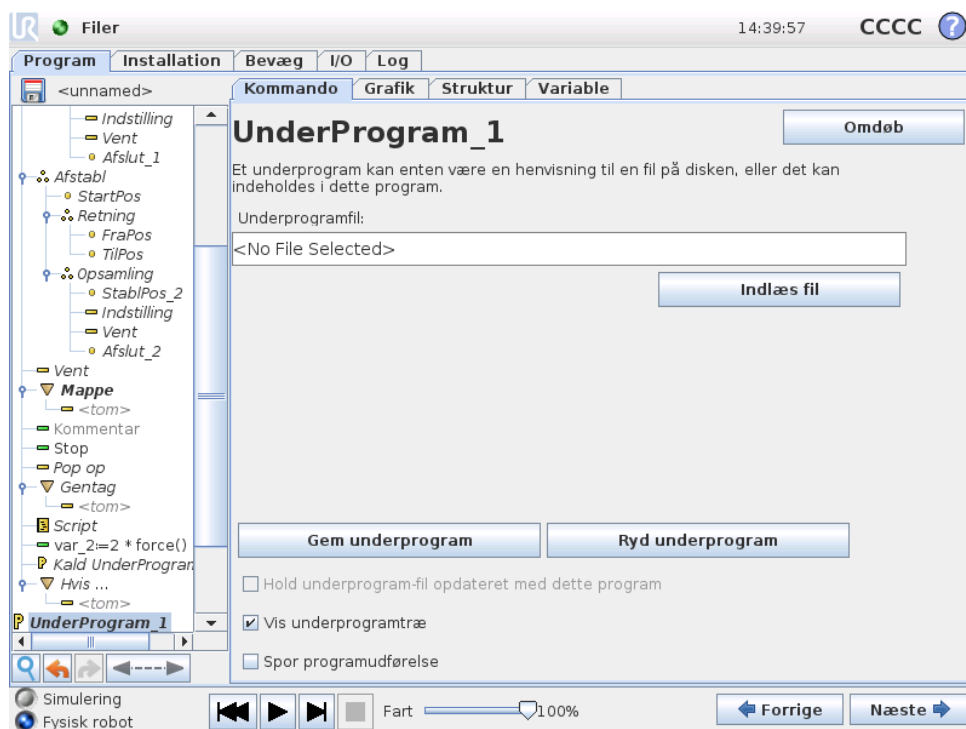 UR Filer 14:39:57 CCCC ?
Program Installation Bevæg I/O Log
<unnamed>
Kommando Grafik Struktur Variable
Indstilling
Vent
Afslut_1
Afstabl
StartPos
Retning
FraPos
TilPos
Opsamling
StablPos_2
Indstilling
Vent
Afslut_2
Vent
Mappe
<tom>
Kommentar
Stop
Pop op
Gentag
<tom>
Script
var_2:=2 * force()
P Kald UnderProgran
Hvis ...
<tom>
P UnderProgram_1
UnderProgram_1
Omdøb
Et underprogram kan enten være en henvisning til en fil på disken, eller det kan
indeholdes i dette program.
Underprogramfil:
<No File Selected>
Indlæs fil
Gem underprogram Ryd underprogram
Hold underprogram-fil opdateret med dette program
Vis underprogramtræ
Spor programudførelse
Simulering
Fysisk robot
Fart 100%
Forrige Næste